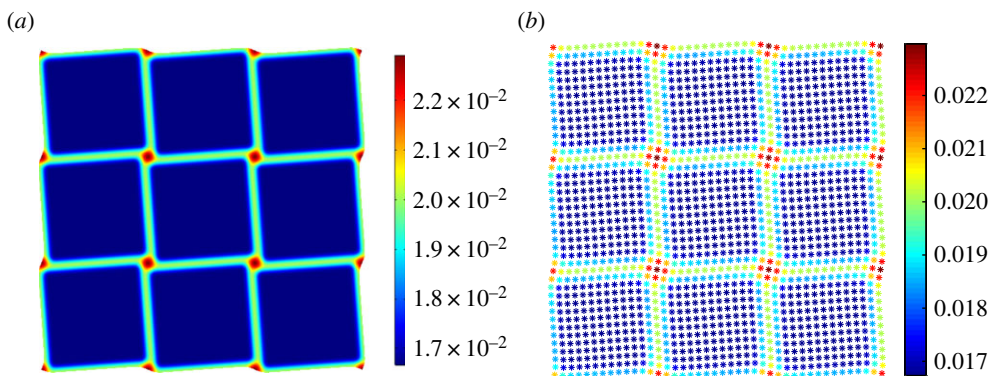 (a)
2.2 × 10⁻²
2.1 × 10⁻²
2.0 × 10⁻²
1.9 × 10⁻²
1.8 × 10⁻²
1.7 × 10⁻²
(b)
0.022
0.021
0.020
0.019
0.018
0.017